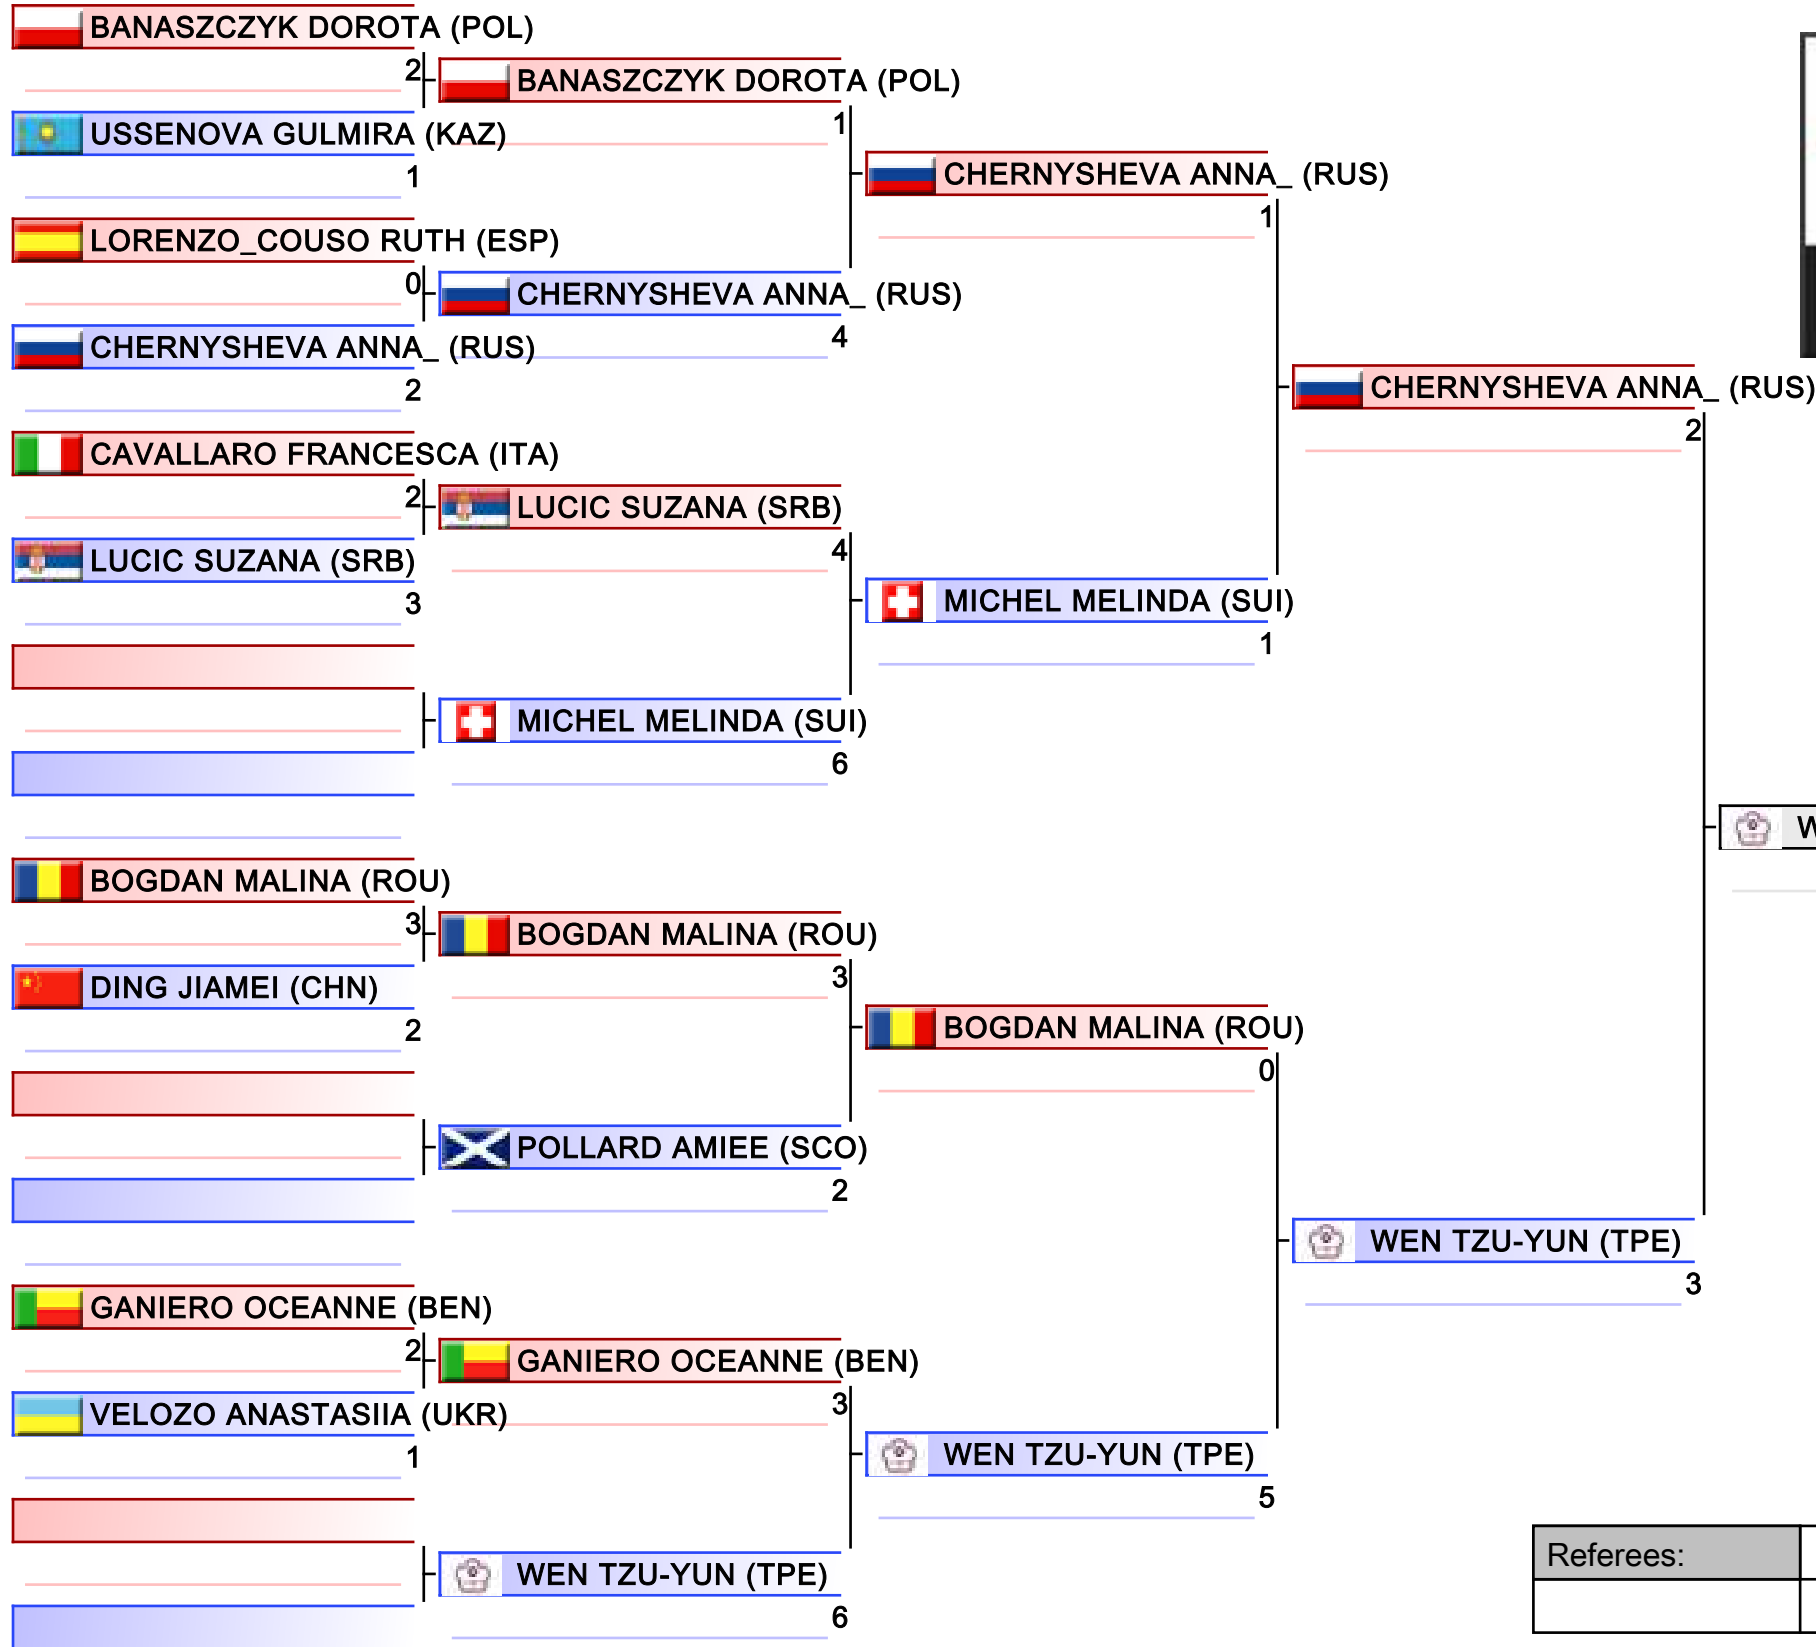 BANASZCZYK DOROTA (POL)
2
BANASZCZYK DOROTA (POL)
1
USSENOVA GULMIRA (KAZ)
1
CHERNYSHEVA ANNA_ (RUS)
1
LORENZO_COUSO RUTH (ESP)
0
CHERNYSHEVA ANNA_ (RUS)
4
CHERNYSHEVA ANNA_ (RUS)
2
CHERNYSHEVA ANNA_ (RUS)
2
CAVALLARO FRANCESCA (ITA)
2
LUCIC SUZANA (SRB)
4
LUCIC SUZANA (SRB)
3
MICHEL MELINDA (SUI)
1
MICHEL MELINDA (SUI)
6
W
BOGDAN MALINA (ROU)
3
BOGDAN MALINA (ROU)
3
DING JIAMEI (CHN)
2
BOGDAN MALINA (ROU)
0
POLLARD AMIEE (SCO)
2
WEN TZU-YUN (TPE)
3
GANIERO OCEANNE (BEN)
2
GANIERO OCEANNE (BEN)
3
VELOZO ANASTASIIA (UKR)
1
WEN TZU-YUN (TPE)
5
WEN TZU-YUN (TPE)
6
Referees: